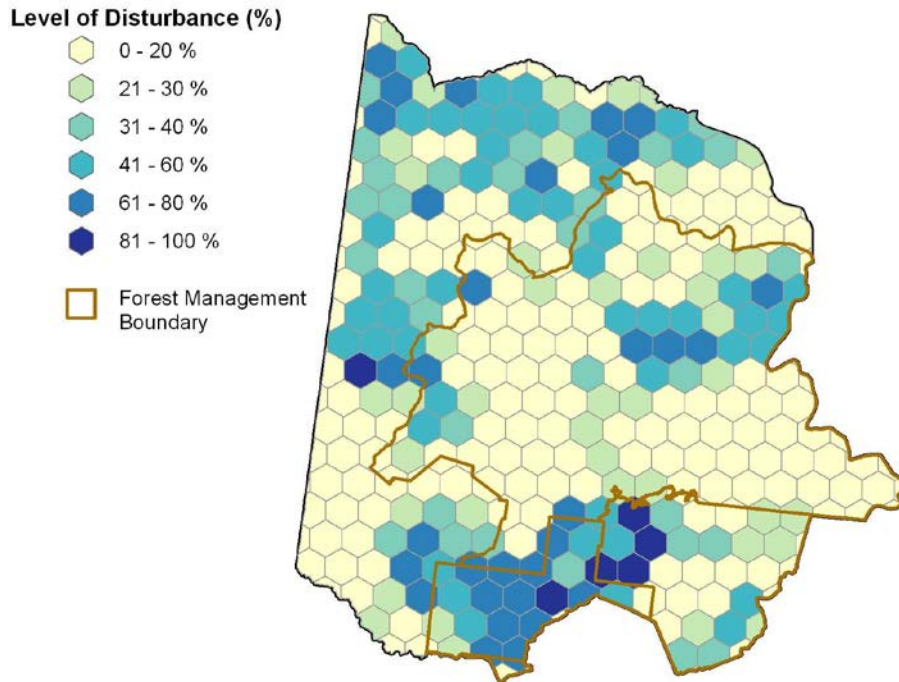 Level of Disturbance (%)
0 - 20 %
21 - 30 %
31 - 40 %
41 - 60 %
61 - 80 %
81 - 100 %
Forest Management
Boundary